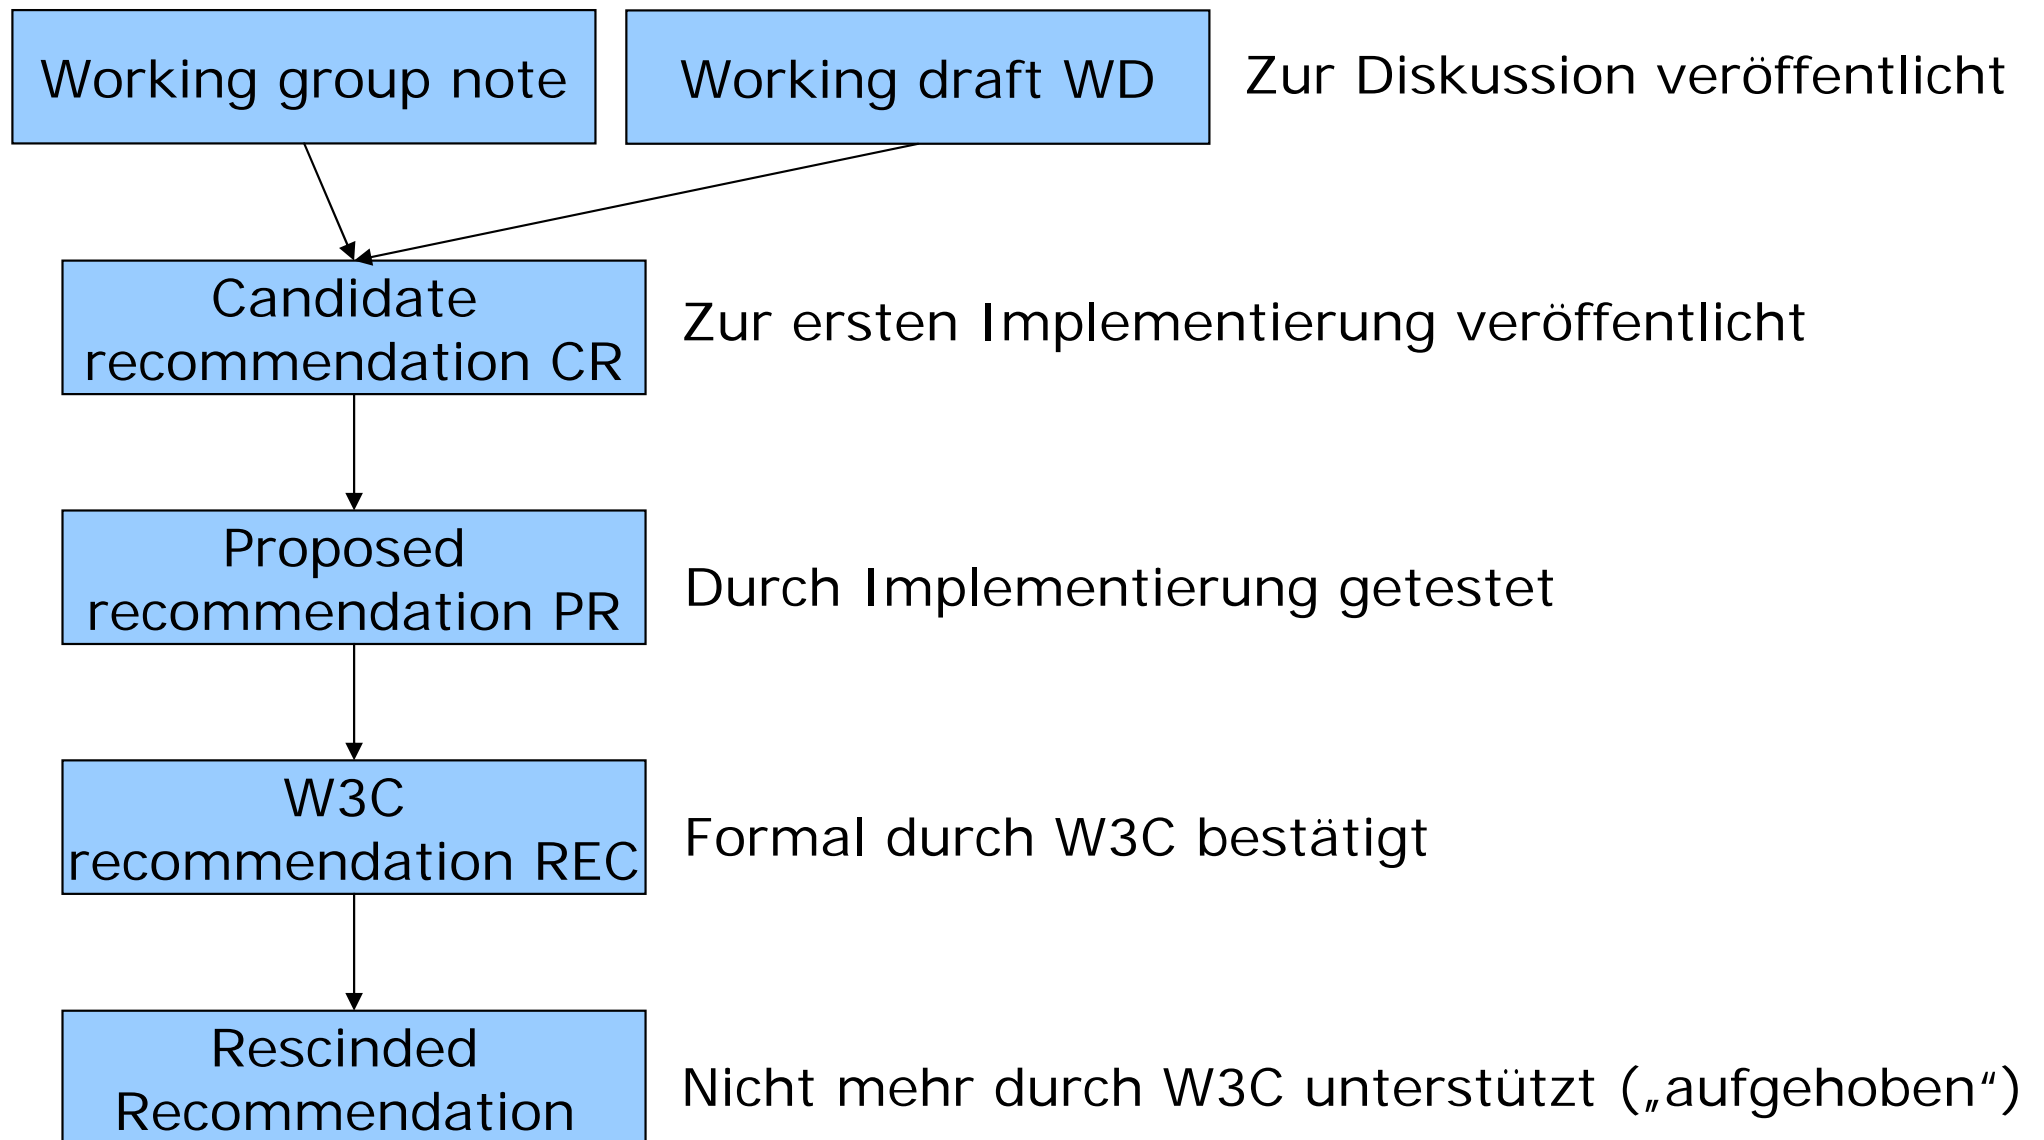 Working group note
Working draft WD
Zur Diskussion veröffentlicht
Candidate
recommendation CR
Zur ersten Implementierung veröffentlicht
Proposed
recommendation PR
Durch Implementierung getestet
W3C
recommendation REC
Formal durch W3C bestätigt
Rescinded
Recommendation
Nicht mehr durch W3C unterstützt („aufgehoben“)